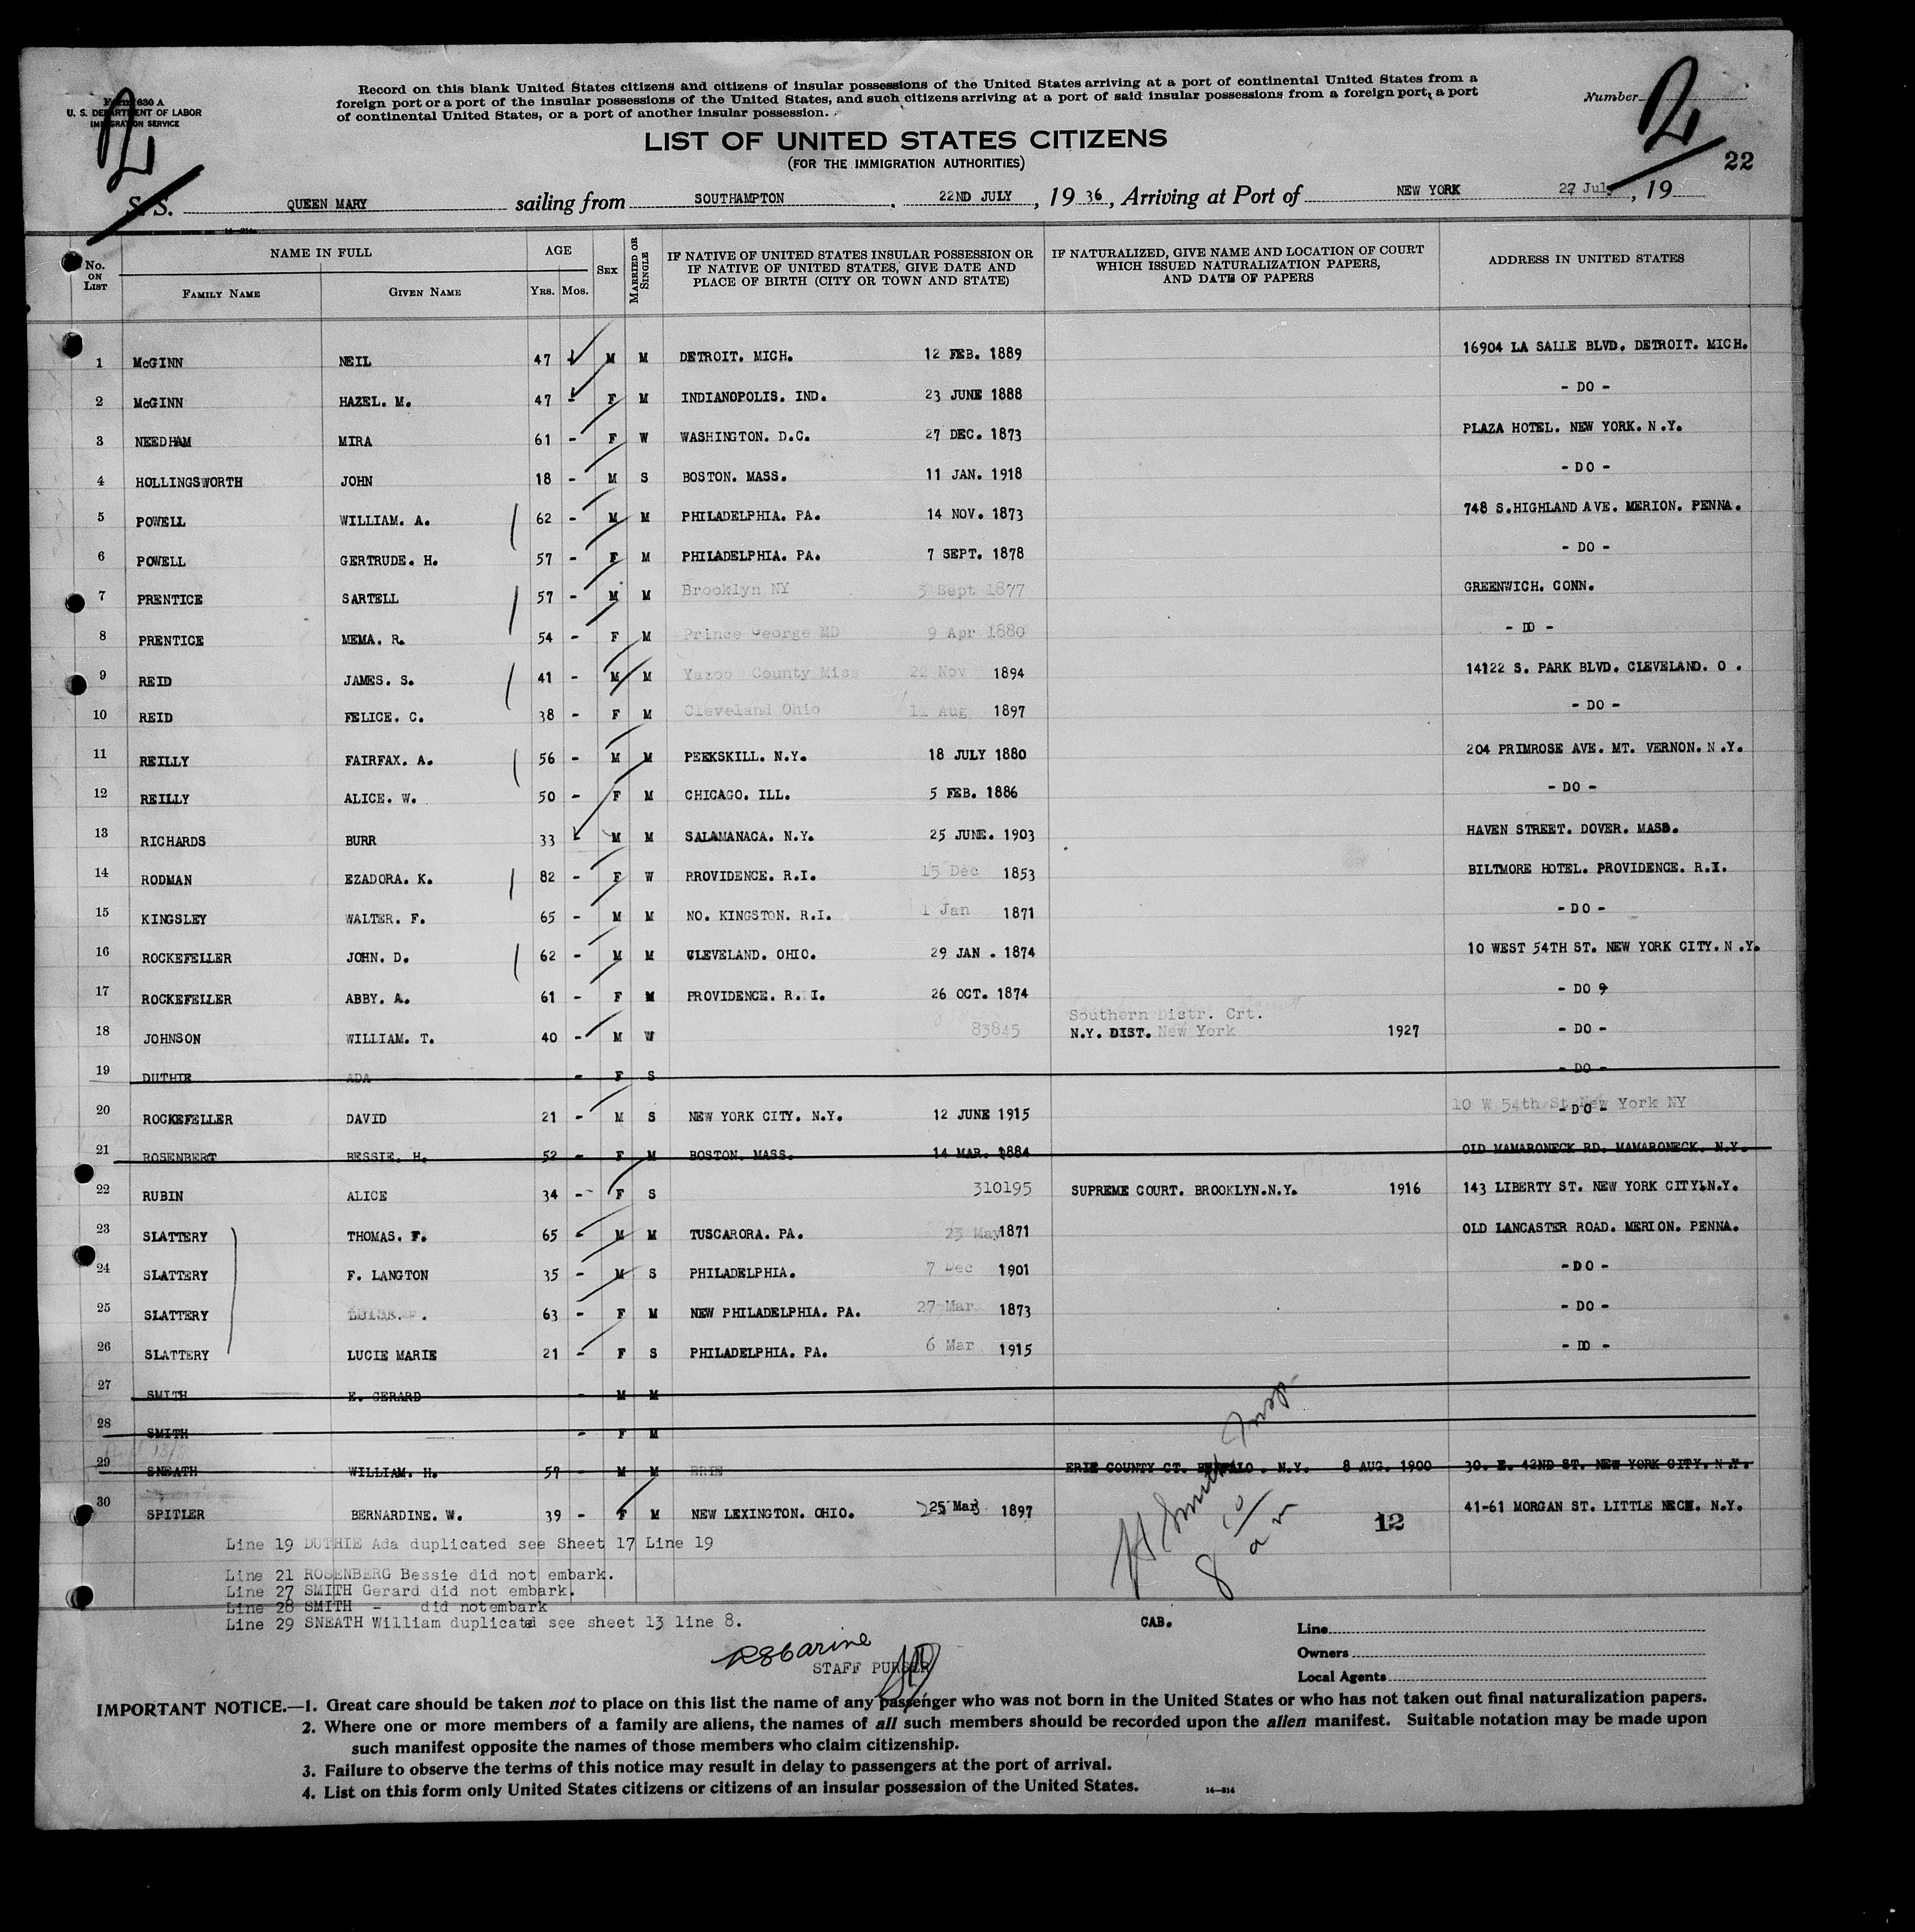 Form 630 A
U. S. DEPARTMENT OF LABOR
IMMIGRATION SERVICE
Record on this blank United States citizens and citizens of insular possessions of the United States arriving at a port of continental United States from a
foreign port or a port of the insular possessions of the United States, and such citizens arriving at a port of said insular possessions from a foreign port, a port
of continental United States, or a port of another insular possession.
Number
2
2
22
LIST OF UNITED STATES CITIZENS
(FOR THE IMMIGRATION AUTHORITIES)
S. S. QUEEN MARY sailing from SOUTHAMPTON, 22ND JULY, 1936, Arriving at Port of NEW YORK 27 July, 19
No. ON LIST NAME IN FULL FAMILY NAME GIVEN NAME AGE YRS. MOS. SEX MARRIED OR SINGLE IF NATIVE OF UNITED STATES INSULAR POSSESSION OR IF NATIVE OF UNITED STATES, GIVE DATE AND PLACE OF BIRTH (CITY OR TOWN AND STATE) IF NATURALIZED, GIVE NAME AND LOCATION OF COURT WHICH ISSUED NATURALIZATION PAPERS, AND DATE OF PAPERS ADDRESS IN UNITED STATES
1 McGINN NEIL 47 M M DETROIT. MICH. 12 FEB. 1889 16904 LA SALLE BLVD. DETROIT. MICH.
2 McGINN HAZEL. M. 47 - F M INDIANOPOLIS. IND. 23 JUNE 1888 - DO -
3 NEEDHAM MIRA 61 - F W WASHINGTON. D.C. 27 DEC. 1873 PLAZA HOTEL. NEW YORK. N.Y.
4 HOLLINGSWORTH JOHN 18 - M S BOSTON. MASS. 11 JAN. 1918 - DO -
5 POWELL WILLIAM. A. 62 - M M PHILADELPHIA. PA. 14 NOV. 1873 748 S.HIGHLAND AVE. MERION. PENNA.
6 POWELL GERTRUDE. H. 57 - F M PHILADELPHIA. PA. 7 SEPT. 1878 - DO -
7 PRENTICE SARTELL 57 - M M Brooklyn NY 3 Sept 1877 GREENWICH. CONN.
8 PRENTICE MEMA. R. 54 - F M Prince George MD 9 Apr 1880 - DO -
9 REID JAMES. S. 41 - M M Yazoo County Miss 22 Nov 1894 14122 S. PARK BLVD. CLEVELAND. O .
10 REID FELICE. C. 38 - F M Cleveland Ohio 11 Aug 1897 - DO -
11 REILLY FAIRFAX. A. 56 - M M PEEKSKILL. N.Y. 18 JULY 1880 204 PRIMROSE AVE. MT. VERNON. N.Y.
12 REILLY ALICE. W. 50 - F M CHICAGO. ILL. 5 FEB. 1886 - DO -
13 RICHARDS BURR 33 M M SALAMANACA. N.Y. 25 JUNE. 1903 HAVEN STREET. DOVER. MASS.
14 RODMAN EZADORA. K. 82 - F W PROVIDENCE. R.I. 15 Dec 1853 BILTMORE HOTEL. PROVIDENCE. R.I.
15 KINGSLEY WALTER. F. 65 - M M NO. KINGSTON. R.I. 1 Jan 1871 - DO -
16 ROCKEFELLER JOHN. D. 62 - M M CLEVELAND. OHIO. 29 JAN . 1874 10 WEST 54TH ST. NEW YORK CITY. N.Y.
17 ROCKEFELLER ABBY. A. 61 - F M PROVIDENCE. R. I. 26 OCT. 1874 - DO -
Southern Distr. Crt.
18 JOHNSON WILLIAM. T. 40 - M W 83845 N.Y. DIST. New York 1927 - DO -
19 DUTHIE ADA - F S - DO -
20 ROCKEFELLER DAVID 21 - M S NEW YORK CITY. N.Y. 12 JUNE 1915 10 W 54th St New York NY - DO -
21 ROSENBERG BESSIE. H. 52 - F M BOSTON. MASS. 14 MAR. 1884 OLD MAMARONECK RD. MAMARONECK. N.Y.
22 RUBIN ALICE 34 - F S 310195 SUPREME COURT. BROOKLYN.N.Y. 1916 143 LIBERTY ST. NEW YORK CITY.N.Y.
23 SLATTERY THOMAS. F. 65 - M M TUSCARORA. PA. 23 May 1871 OLD LANCASTER ROAD. MERION. PENNA.
24 SLATTERY F. LANGTON 35 - M S PHILADELPHIA. 7 Dec 1901 - DO -
25 SLATTERY 63 - F M NEW PHILADELPHIA. PA. 27 Mar 1873 - DO -
26 SLATTERY LUCIE MARIE 21 - F S PHILADELPHIA. PA. 6 Mar 1915 - DO -
27 SMITH E. GERARD - M M
28 SMITH - F M
29 SNEATH WILLIAM. H. 59 - M M ERIE ERIE COUNTY CT. BUFFALO. N.Y. 8 AUG. 1900 30. E. 42ND ST. NEW YORK CITY. N.Y.
30 SPITLER BERNARDINE. W. 39 - F M NEW LEXINGTON. OHIO. 25 Mar 1897 41-61 MORGAN ST. LITTLE NECK. N.Y.
12
Line 19 DUTHIE Ada duplicated see Sheet 17 Line 19
Line 21 ROSENBERG Bessie did not embark.
Line 27 SMITH Gerard did not embark.
Line 28 SMITH - did notembark
Line 29 SNEATH William duplicated see sheet 13 line 8.
CAB.
Line
Owners
Local Agents
STAFF PURSER
IMPORTANT NOTICE.—1. Great care should be taken not to place on this list the name of any passenger who was not born in the United States or who has not taken out final naturalization papers.
2. Where one or more members of a family are aliens, the names of all such members should be recorded upon the alien manifest. Suitable notation may be made upon
such manifest opposite the names of those members who claim citizenship.
3. Failure to observe the terms of this notice may result in delay to passengers at the port of arrival.
4. List on this form only United States citizens or citizens of an insular possession of the United States.
14—214